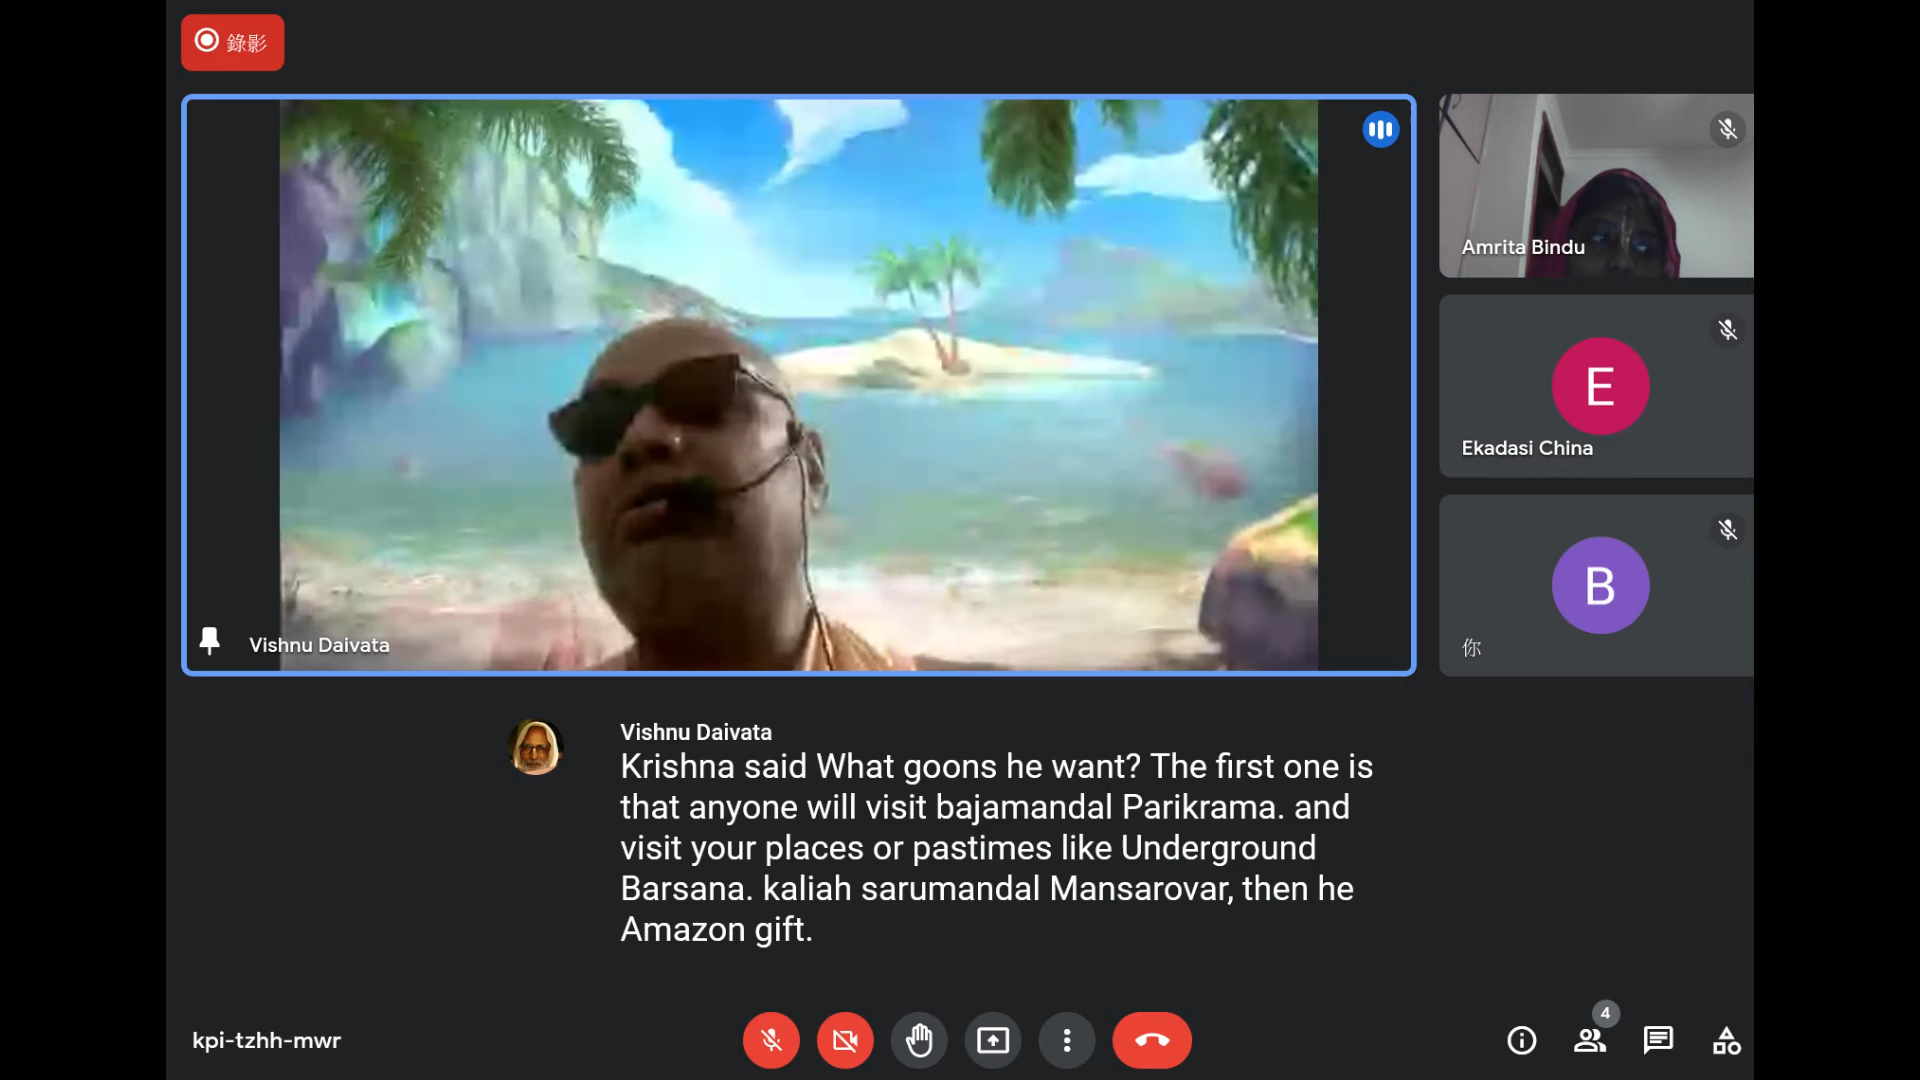 錄影
Amrita Bindu
E
Ekadasi China
B
你
Vishnu Daivata
Vishnu Daivata
Krishna said What goons he want? The first one is
that anyone will visit bajamandal Parikrama. and
visit your places or pastimes like Underground
Barsana. kaliah sarumandal Mansarovar, then he
Amazon gift.
kpi-tzhh-mwr
4